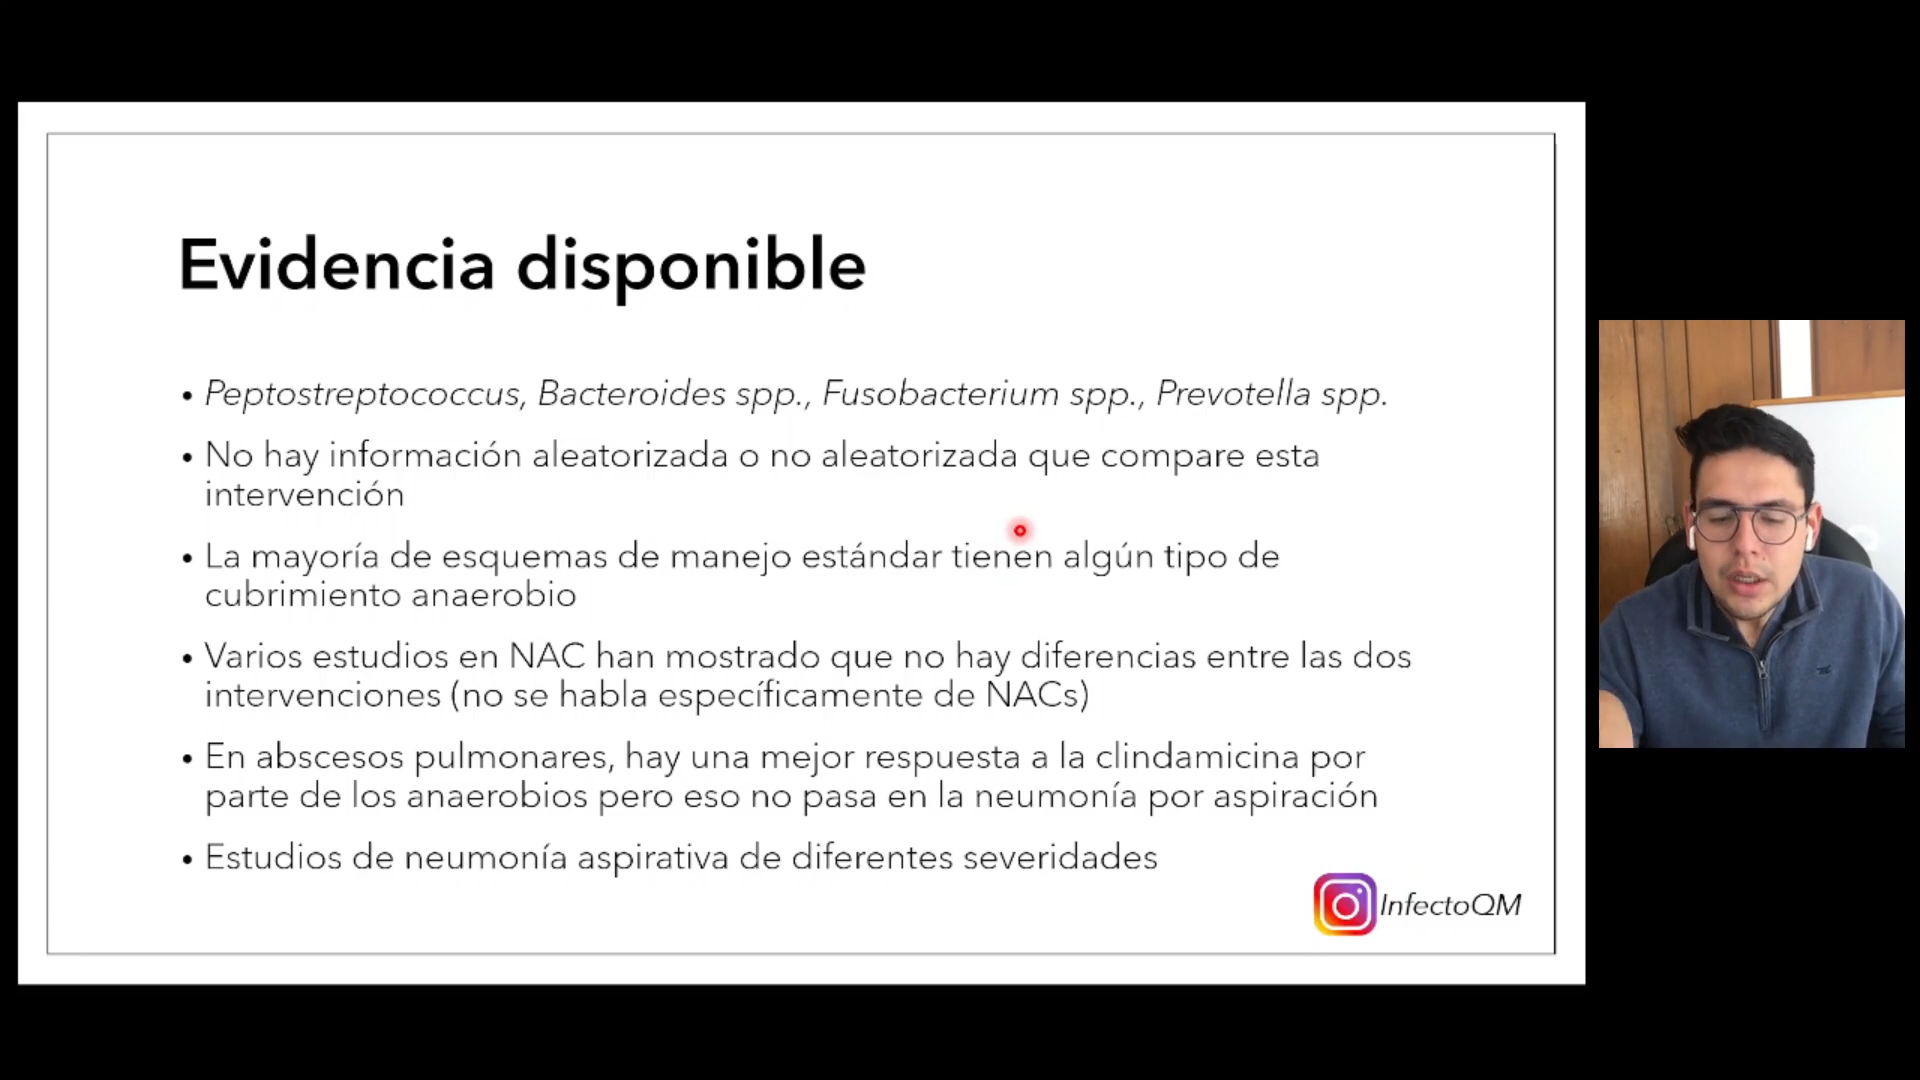 Evidencia disponible
• Peptostreptococcus, Bacteroides spp., Fusobacterium spp., Prevotella spp.
• No hay información aleatorizada o no aleatorizada que compare esta
intervención
• La mayoría de esquemas de manejo estándar tienen algún tipo de
cubrimiento anaerobio
• Varios estudios en NAC han mostrado que no hay diferencias entre las dos
intervenciones (no se habla específicamente de NACs)
• En abscesos pulmonares, hay una mejor respuesta a la clindamicina por
parte de los anaerobios pero eso no pasa en la neumonía por aspiración
• Estudios de neumonía aspirativa de diferentes severidades
InfectoQM